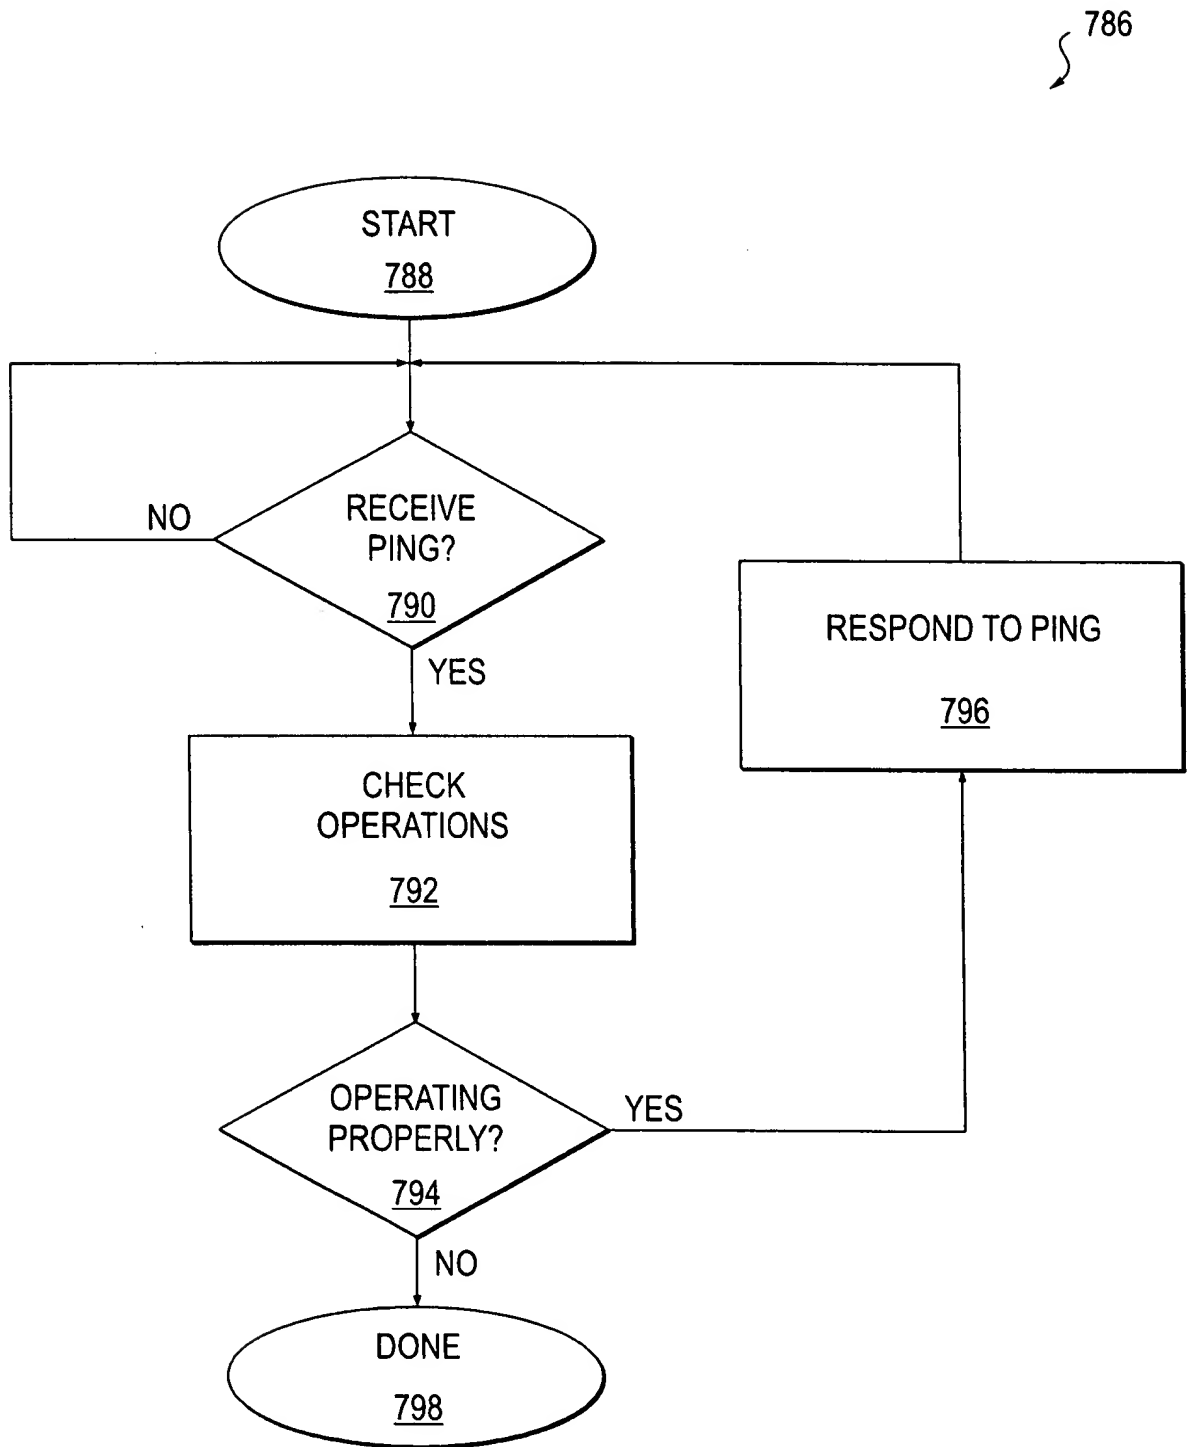 786
START
788
NO
RECEIVE
PING?
790
YES
RESPOND TO PING
796
CHECK
OPERATIONS
792
OPERATING
PROPERLY?
794
YES
NO
DONE
798